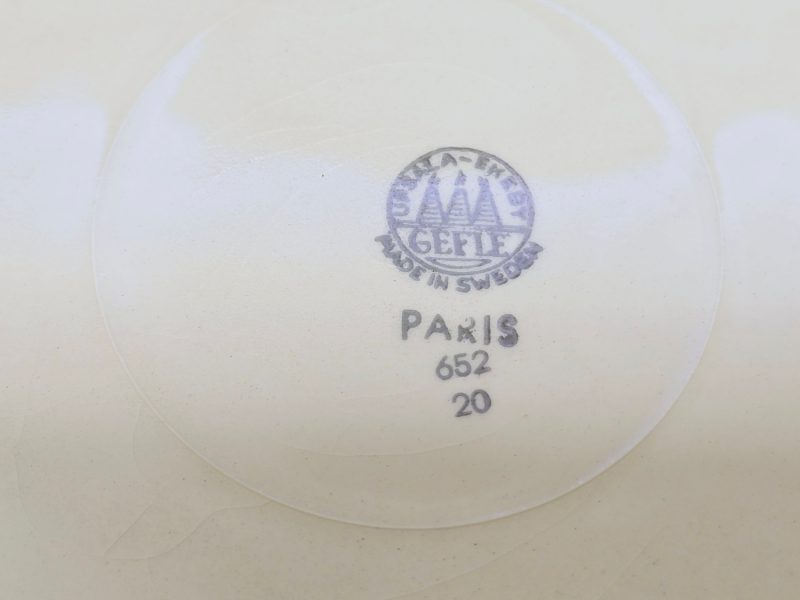 UPSALA-EKEBY
GEFLE
MADE IN SWEDEN
PARIS
652
20